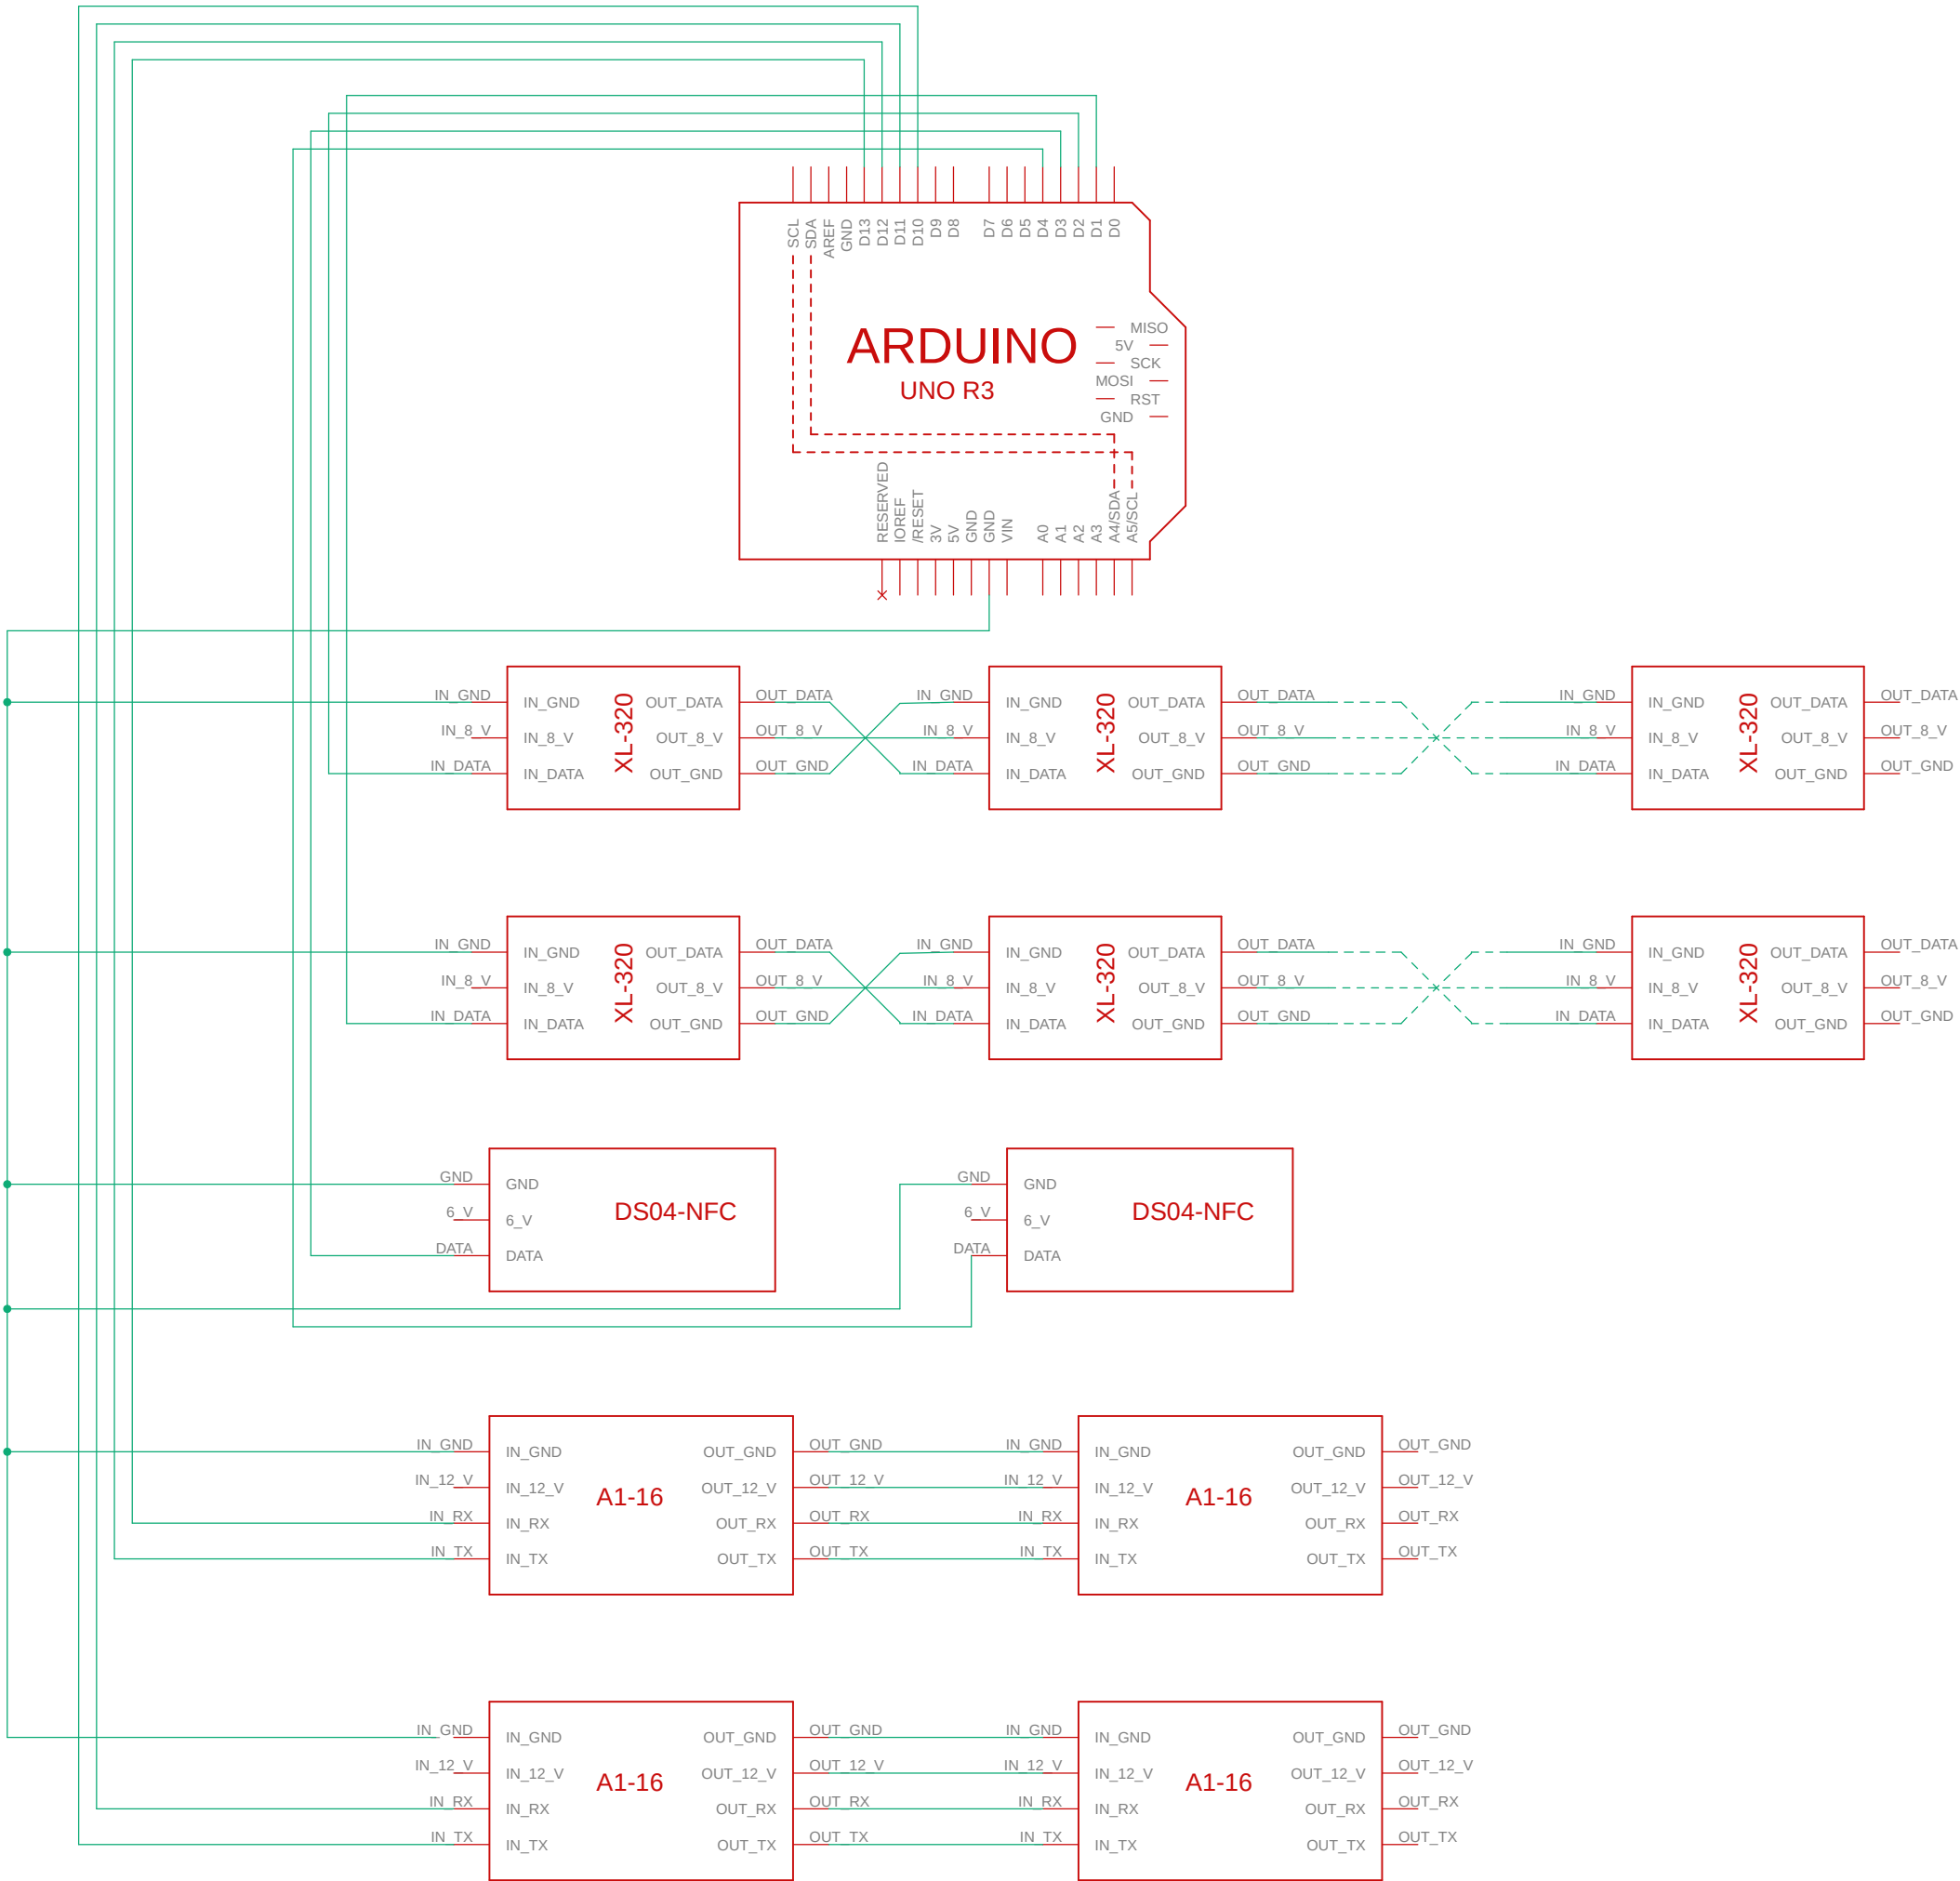 SCL
SDA
AREF
GND
D13
D12
D11
D10
D9
D8
D7
D6
D5
D4
D3
D2
D1
D0
ARDUINO
UNO R3
MISO
5V
SCK
MOSI
RST
GND
RESERVED
IOREF
/RESET
3V
5V
GND
GND
VIN
A0
A1
A2
A3
A4/SDA
A5/SCL
IN_GND
IN_8_V
IN_DATA
IN_GND
IN_8_V
IN_DATA
XL-320
OUT_DATA
OUT_8_V
OUT_GND
OUT_DATA
OUT_8_V
OUT_GND
IN_GND
IN_8_V
IN_DATA
IN_GND
IN_8_V
IN_DATA
XL-320
OUT_DATA
OUT_8_V
OUT_GND
OUT_DATA
OUT_8_V
OUT_GND
IN_GND
IN_8_V
IN_DATA
IN_GND
IN_8_V
IN_DATA
XL-320
OUT_DATA
OUT_8_V
OUT_GND
OUT_DATA
OUT_8_V
OUT_GND
IN_GND
IN_8_V
IN_DATA
IN_GND
IN_8_V
IN_DATA
XL-320
OUT_DATA
OUT_8_V
OUT_GND
OUT_DATA
OUT_8_V
OUT_GND
IN_GND
IN_8_V
IN_DATA
IN_GND
IN_8_V
IN_DATA
XL-320
OUT_DATA
OUT_8_V
OUT_GND
OUT_DATA
OUT_8_V
OUT_GND
IN_GND
IN_8_V
IN_DATA
IN_GND
IN_8_V
IN_DATA
XL-320
OUT_DATA
OUT_8_V
OUT_GND
OUT_DATA
OUT_8_V
OUT_GND
GND
6_V
DATA
GND
6_V
DATA
DS04-NFC
GND
6_V
DATA
GND
6_V
DATA
DS04-NFC
IN_GND
IN_12_V
IN_RX
IN_TX
IN_GND
IN_12_V
IN_RX
IN_TX
A1-16
OUT_GND
OUT_12_V
OUT_RX
OUT_TX
OUT_GND
OUT_12_V
OUT_RX
OUT_TX
IN_GND
IN_12_V
IN_RX
IN_TX
IN_GND
IN_12_V
IN_RX
IN_TX
A1-16
OUT_GND
OUT_12_V
OUT_RX
OUT_TX
OUT_GND
OUT_12_V
OUT_RX
OUT_TX
IN_GND
IN_12_V
IN_RX
IN_TX
IN_GND
IN_12_V
IN_RX
IN_TX
A1-16
OUT_GND
OUT_12_V
OUT_RX
OUT_TX
OUT_GND
OUT_12_V
OUT_RX
OUT_TX
IN_GND
IN_12_V
IN_RX
IN_TX
IN_GND
IN_12_V
IN_RX
IN_TX
A1-16
OUT_GND
OUT_12_V
OUT_RX
OUT_TX
OUT_GND
OUT_12_V
OUT_RX
OUT_TX